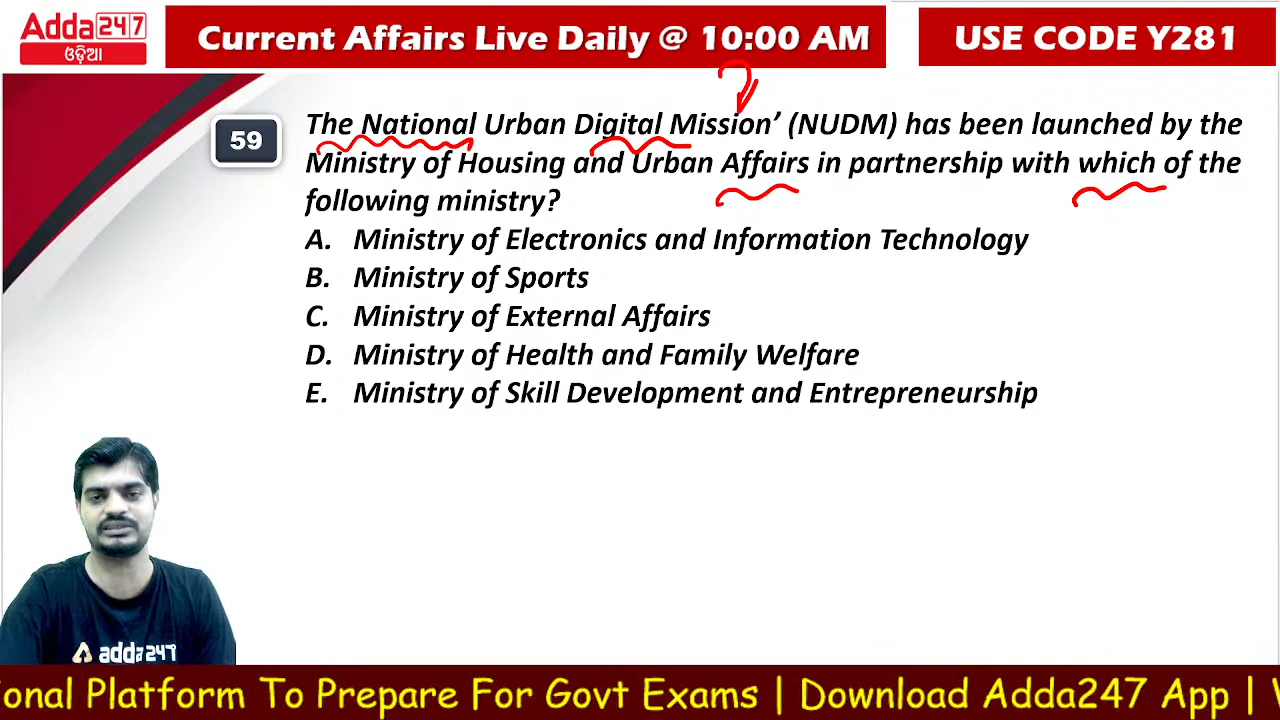 Adda247
ଓଡ଼ିଆ
Current Affairs Live Daily @ 10:00 AM
USE CODE Y281
59
The National Urban Digital Mission’ (NUDM) has been launched by the
Ministry of Housing and Urban Affairs in partnership with which of the
following ministry?
A. Ministry of Electronics and Information Technology
B. Ministry of Sports
C. Ministry of External Affairs
D. Ministry of Health and Family Welfare
E. Ministry of Skill Development and Entrepreneurship
adda247
ional Platform To Prepare For Govt Exams | Download Adda247 App |